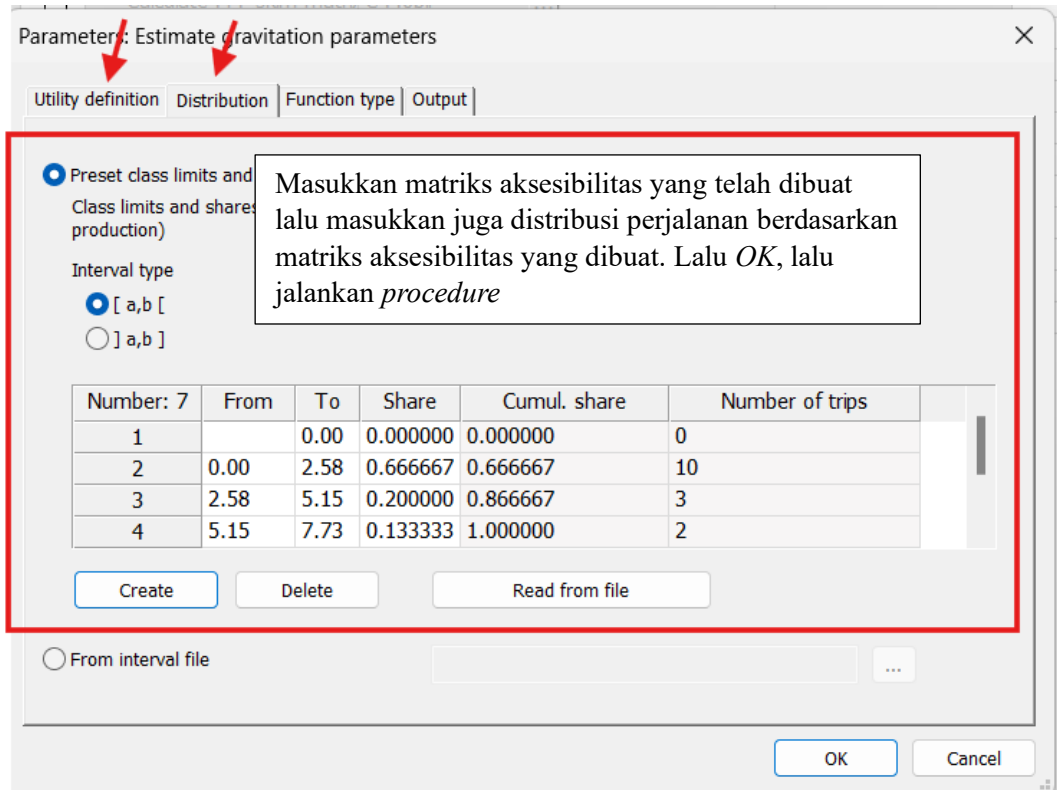 Parameters: Estimate gravitation parameters
Utility definition Distribution Function type Output
Preset class limits and
Class limits and shares
production)
Masukkan matriks aksesibilitas yang telah dibuat
lalu masukkan juga distribusi perjalanan berdasarkan
matriks aksesibilitas yang dibuat. Lalu OK, lalu
jalankan procedure
Interval type
[ a,b [
] a,b ]
Number: 7 From To Share Cumul. share Number of trips
1 0.00 0.000000 0.000000 0
2 0.00 2.58 0.666667 0.666667 10
3 2.58 5.15 0.200000 0.866667 3
4 5.15 7.73 0.133333 1.000000 2
Create Delete Read from file
From interval file ...
OK Cancel